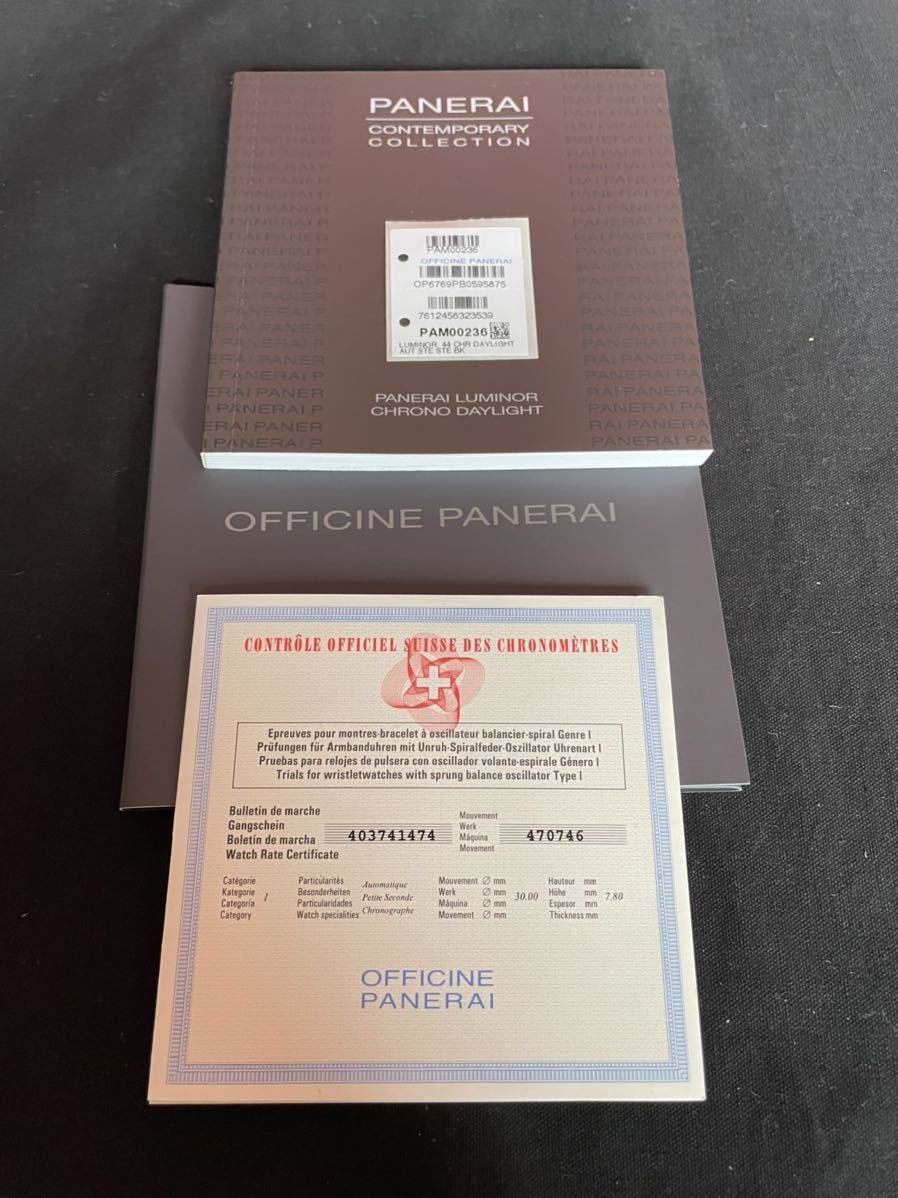 PANERAI
CONTEMPORARY
COLLECTION
PAM00236
OFFICINE PANERAI
OP6769PB0595875
7612456323539
PAM00236
LUMINOR 44 CHR DAYLIGHT
AUT STE STE BK
PANERAI LUMINOR
CHRONO DAYLIGHT
OFFICINE PANERAI
CONTRÔLE OFFICIEL SUISSE DES CHRONOMÈTRES
Epreuves pour montres-bracelet à oscillateur balancier-spiral Genre I
Prüfungen für Armbanduhren mit Unruh-Spiralfeder-Oszillator Uhrenart I
Pruebas para relojes de pulsera con oscillador volante-espirale Género I
Trials for wristletwatches with sprung balance oscillator Type I
Bulletin de marche
Gangschein
Boletín de marcha
Watch Rate Certificate
403741474
Mouvement
Werk
Máquina
Movement
470746
Catégorie
Kategorie
Categoría
Category
1
Particularités
Besonderheiten
Particularidades
Watch specialities
Automatique
Petite Seconde
Chronographe
Mouvement Ø mm
Werk Ø mm
Máquina Ø mm
Movement Ø mm
30.00
Hauteur mm
Höhe mm
Espesor mm
Thickness mm
7.80
OFFICINE
PANERAI